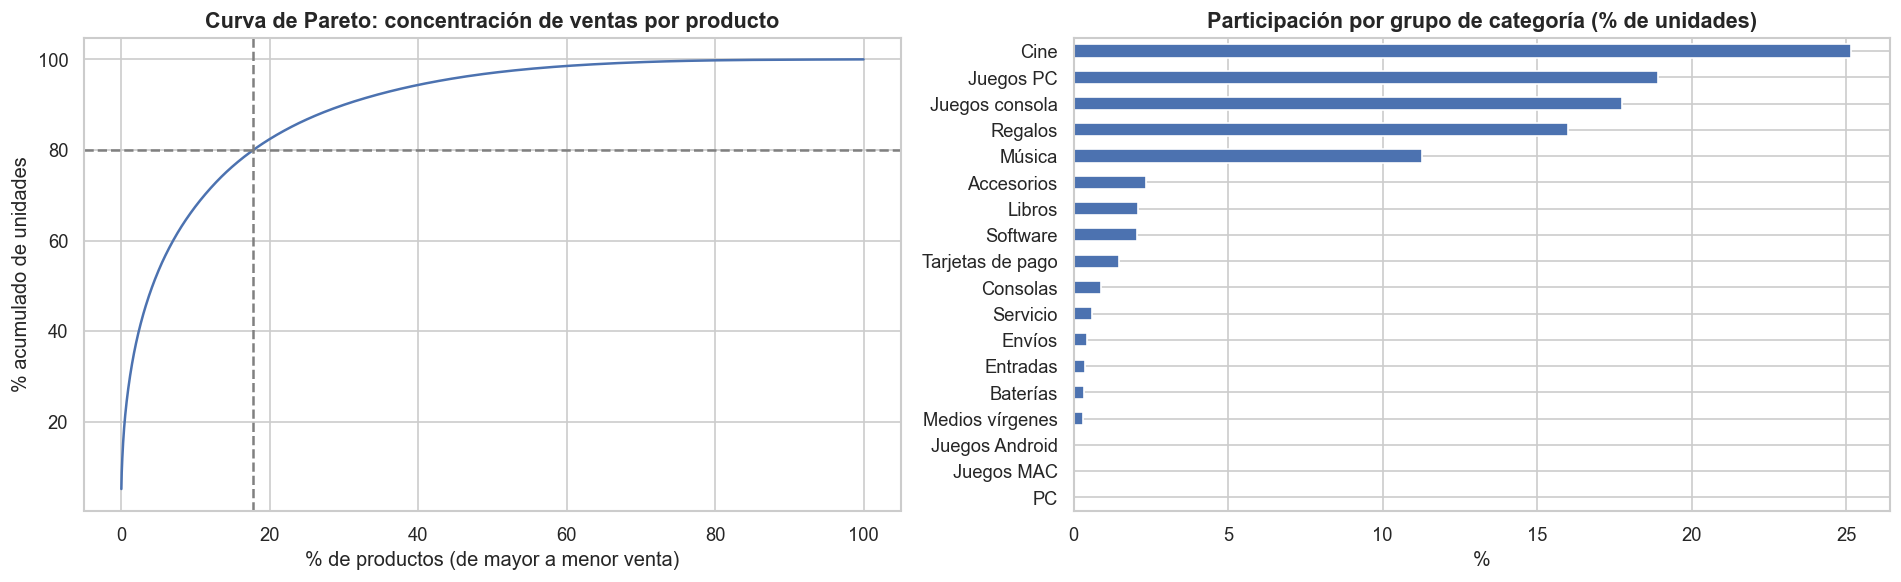 Curva de Pareto: concentración de ventas por producto
% acumulado de unidades
100
80
60
40
20
0 20 40 60 80 100
% de productos (de mayor a menor venta)
Participación por grupo de categoría (% de unidades)
Cine
Juegos PC
Juegos consola
Regalos
Música
Accesorios
Libros
Software
Tarjetas de pago
Consolas
Servicio
Envíos
Entradas
Baterías
Medios vírgenes
Juegos Android
Juegos MAC
PC
0 5 10 15 20 25
%